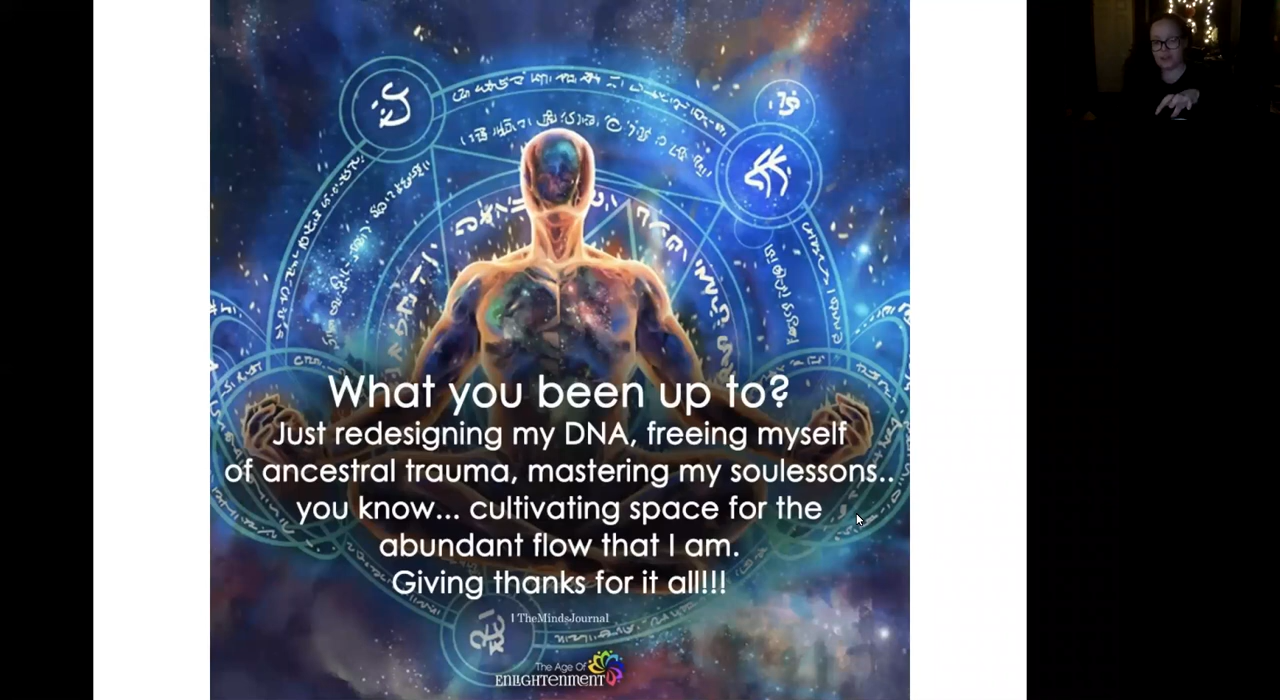 What you been up to?
Just redesigning my DNA, freeing myself
of ancestral trauma, mastering my soulessons..
you know... cultivating space for the
abundant flow that I am.
Giving thanks for it all!!!
I TheMindsJournal
The Age Of
ENLIGHTENMENT